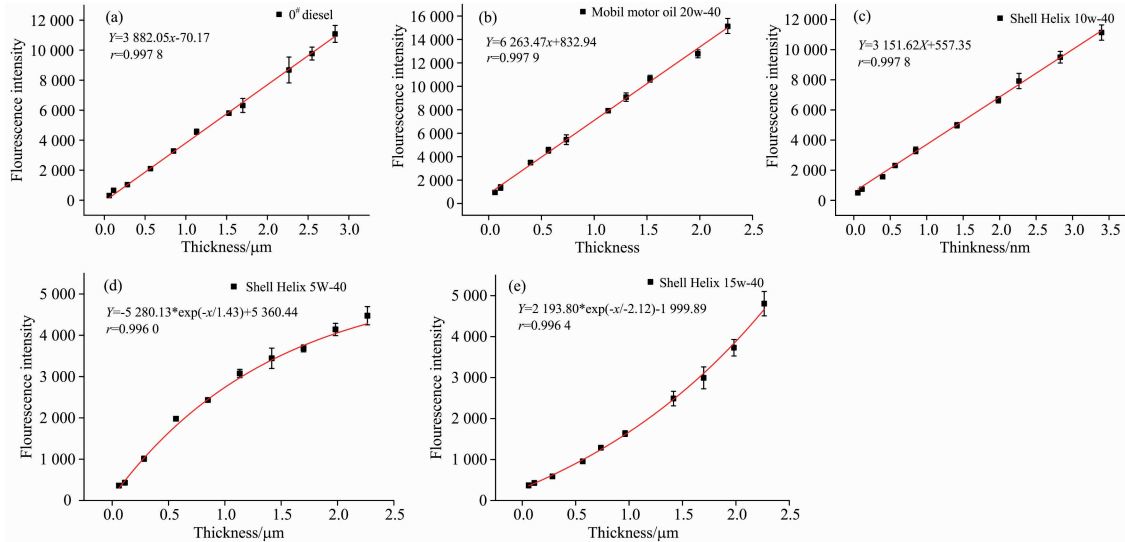 (a)
0# diesel
Y=3 882.05x-70.17
r=0.997 8
12 000
10 000
8 000
6 000
4 000
2 000
0
Flourescence intensity
0.0 0.5 1.0 1.5 2.0 2.5 3.0
Thickness/μm
(b)
Mobil motor oil 20w-40
Y=6 263.47x+832.94
r=0.997 9
16 000
14 000
12 000
10 000
8 000
6 000
4 000
2 000
0
Flourescence intensity
0.0 0.5 1.0 1.5 2.0 2.5
Thickness
(c)
Shell Helix 10w-40
Y=3 151.62X+557.35
r=0.997 8
12 000
10 000
8 000
6 000
4 000
2 000
0
Flourescence intensity
0.0 0.5 1.0 1.5 2.0 2.5 3.0 3.5
Thinkness/nm
(d)
Shell Helix 5W-40
Y=-5 280.13*exp(-x/1.43)+5 360.44
r=0.996 0
5 000
4 000
3 000
2 000
1 000
0
Flourescence intensity
0.0 0.5 1.0 1.5 2.0 2.5
Thickness/μm
(e)
Shell Helix 15w-40
Y=2 193.80*exp(-x/-2.12)-1 999.89
r=0.996 4
5 000
4 000
3 000
2 000
1 000
0
Flourescence intensity
0.0 0.5 1.0 1.5 2.0 2.5
Thickness/μm